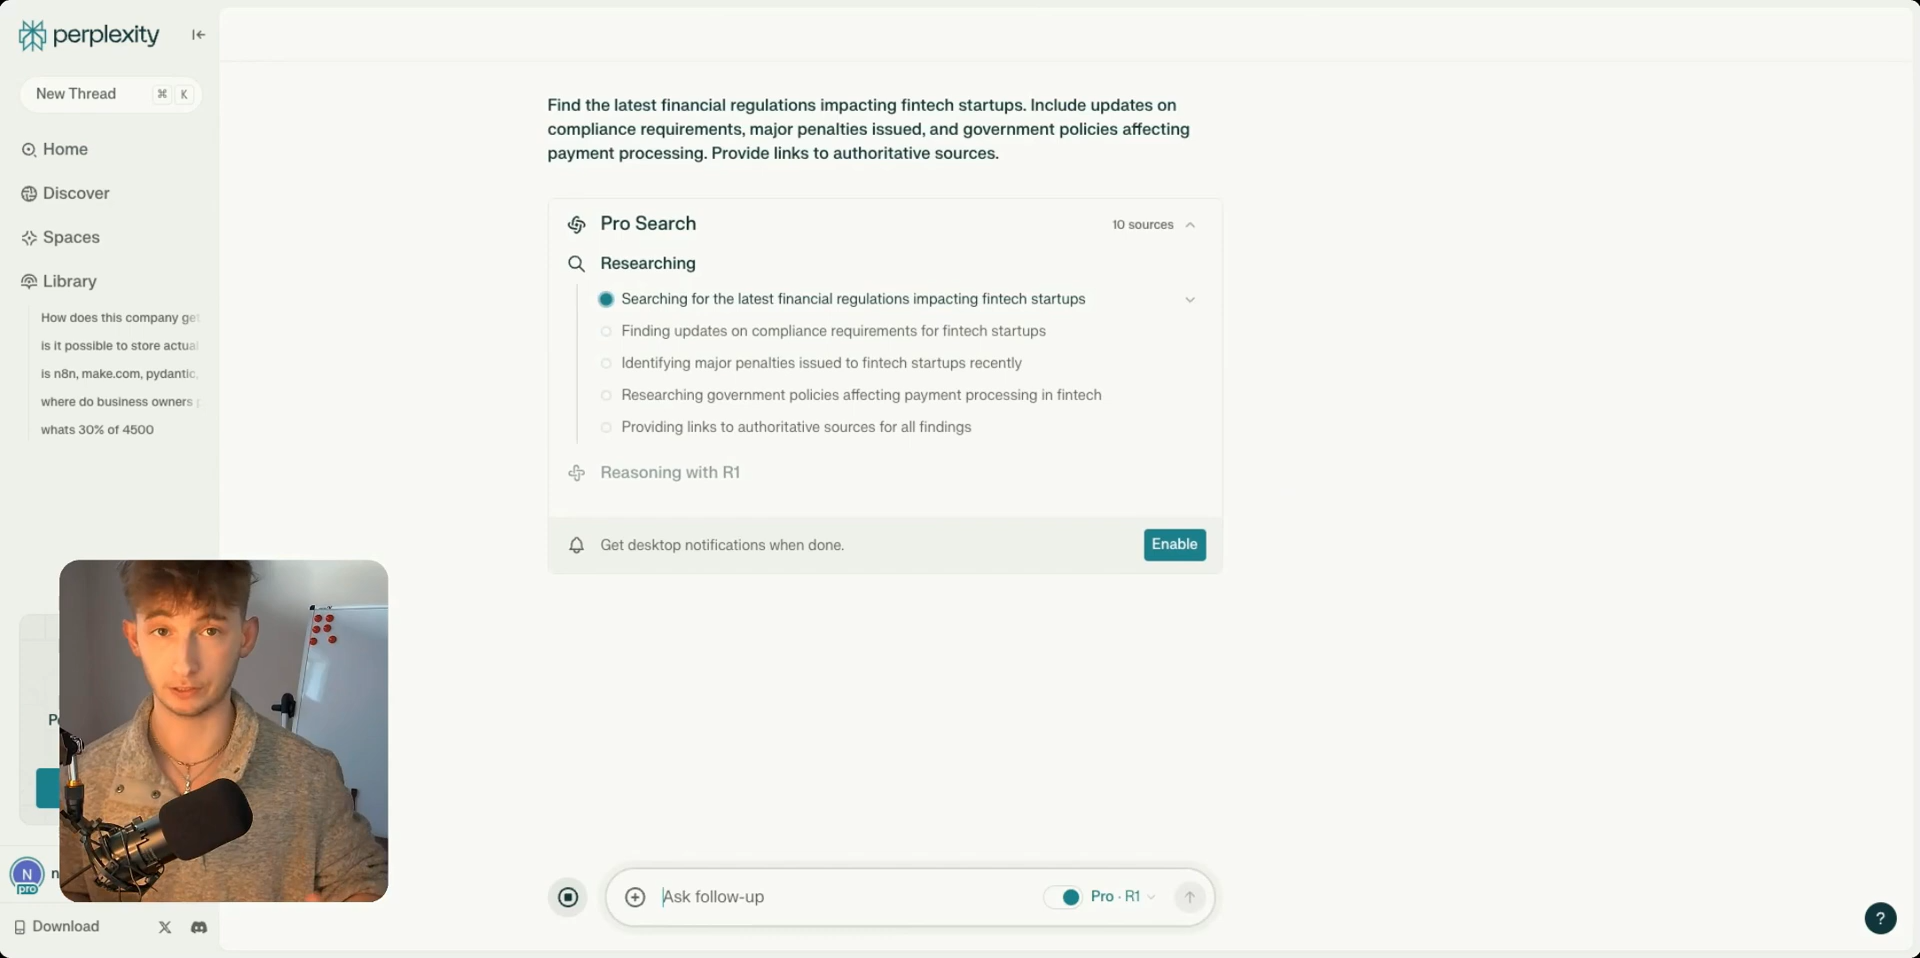 perplexity
New Thread
⌘ K
Home
Discover
Spaces
Library
How does this company get
is it possible to store actual
is n8n, make.com, pydantic,
where do business owners
whats 30% of 4500
N
pro
Download
Find the latest financial regulations impacting fintech startups. Include updates on
compliance requirements, major penalties issued, and government policies affecting
payment processing. Provide links to authoritative sources.
Pro Search
10 sources
Researching
Searching for the latest financial regulations impacting fintech startups
Finding updates on compliance requirements for fintech startups
Identifying major penalties issued to fintech startups recently
Researching government policies affecting payment processing in fintech
Providing links to authoritative sources for all findings
Reasoning with R1
Get desktop notifications when done.
Enable
Ask follow-up
Pro · R1
?